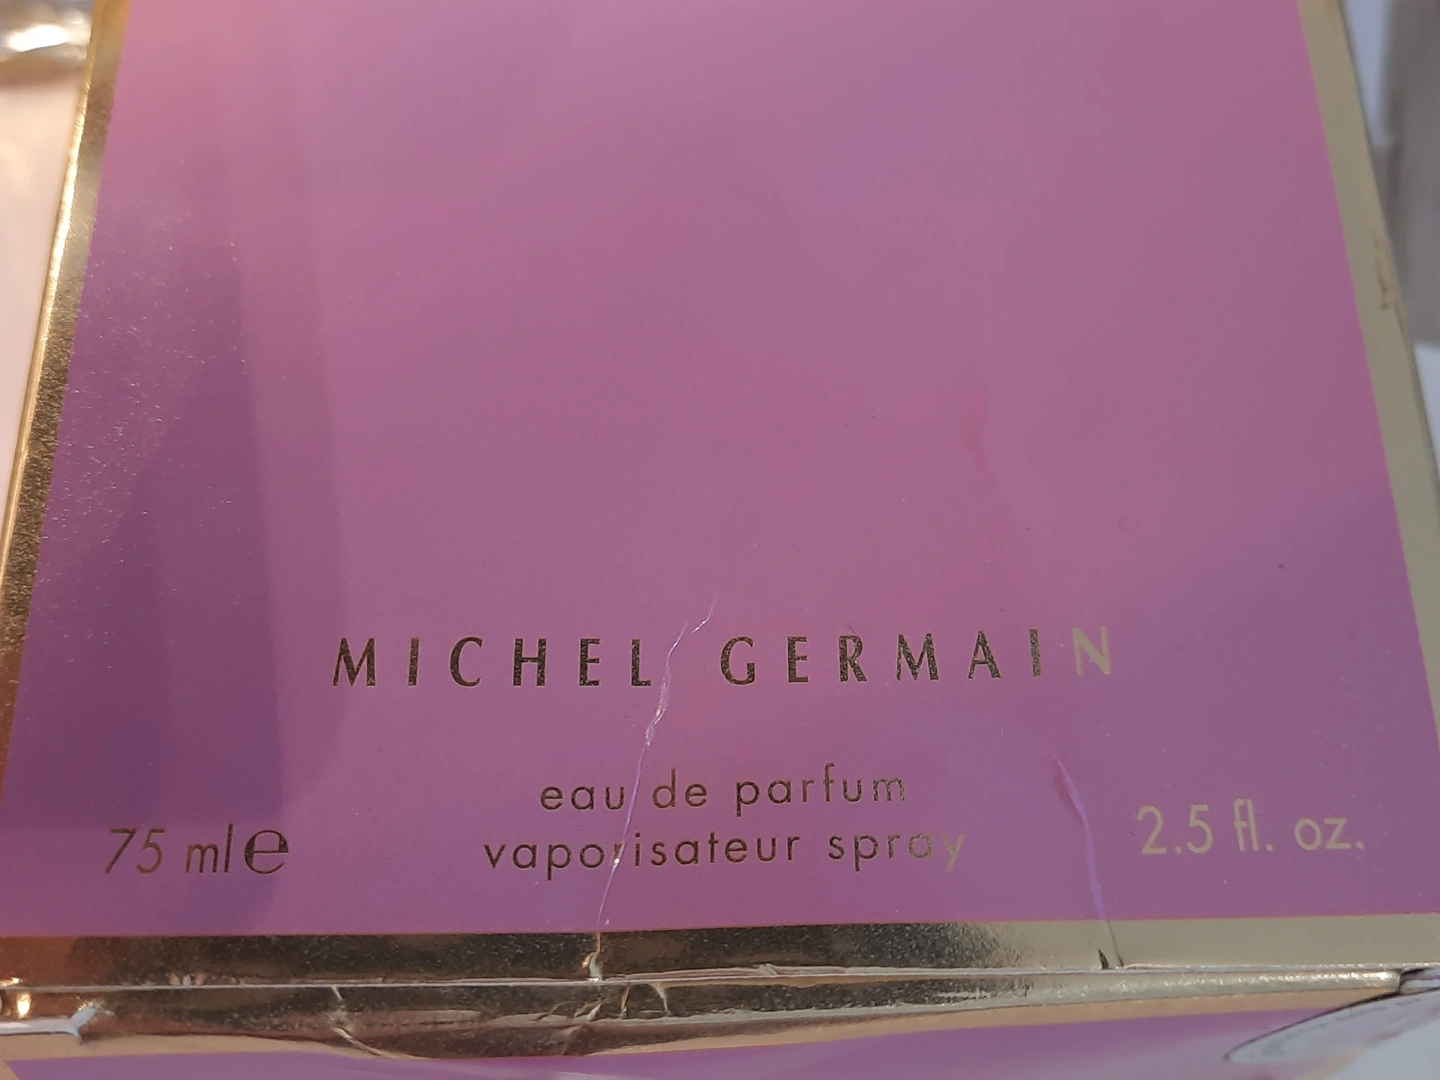 MICHEL GERMAIN
eau de parfum
vaporisateur spray
75 ml e
2.5 fl. oz.